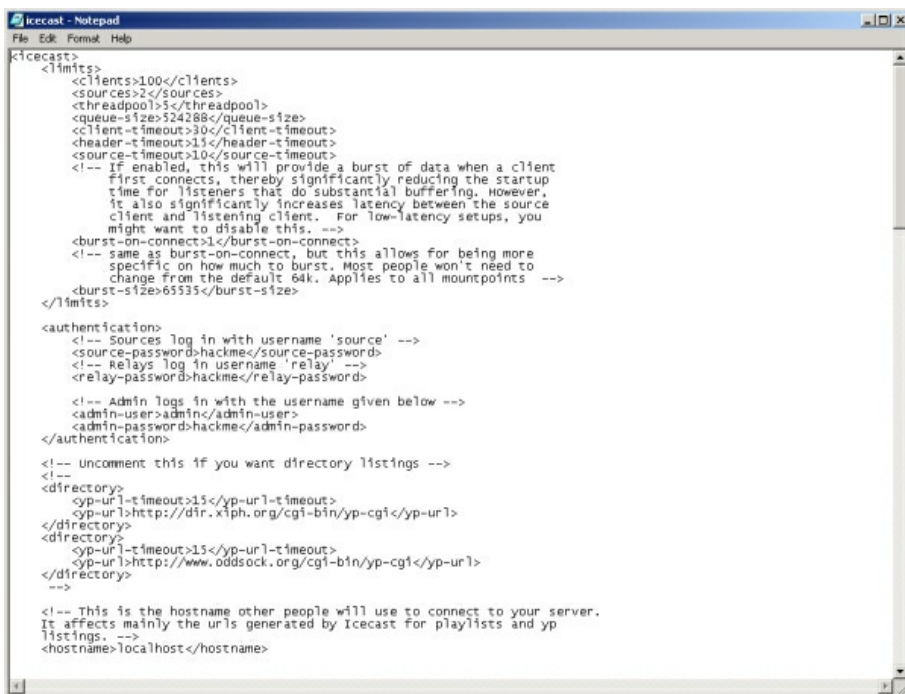 icecast - Notepad
File Edit Format Help
<icecast>
    <limits>
        <clients>100</clients>
        <sources>2</sources>
        <threadpool>5</threadpool>
        <queue-size>524288</queue-size>
        <client-timeout>30</client-timeout>
        <header-timeout>15</header-timeout>
        <source-timeout>10</source-timeout>
        <!-- If enabled, this will provide a burst of data when a client
             first connects, thereby significantly reducing the startup
             time for listeners that do substantial buffering. However,
             it also significantly increases latency between the source
             client and listening client.  For low-latency setups, you
             might want to disable this. -->
        <burst-on-connect>1</burst-on-connect>
        <!-- same as burst-on-connect, but this allows for being more
             specific on how much to burst. Most people won't need to
             change from the default 64k. Applies to all mountpoints  -->
        <burst-size>65535</burst-size>
    </limits>

    <authentication>
        <!-- Sources log in with username 'source' -->
        <source-password>hackme</source-password>
        <!-- Relays log in username 'relay' -->
        <relay-password>hackme</relay-password>

        <!-- Admin logs in with the username given below -->
        <admin-user>admin</admin-user>
        <admin-password>hackme</admin-password>
    </authentication>

    <!-- Uncomment this if you want directory listings -->
    <!--
    <directory>
        <yp-url-timeout>15</yp-url-timeout>
        <yp-url>http://dir.xiph.org/cgi-bin/yp-cgi</yp-url>
    </directory>
    <directory>
        <yp-url-timeout>15</yp-url-timeout>
        <yp-url>http://www.oddsock.org/cgi-bin/yp-cgi</yp-url>
    </directory>
     -->

    <!-- This is the hostname other people will use to connect to your server.
    It affects mainly the urls generated by Icecast for playlists and yp
    listings. -->
    <hostname>localhost</hostname>